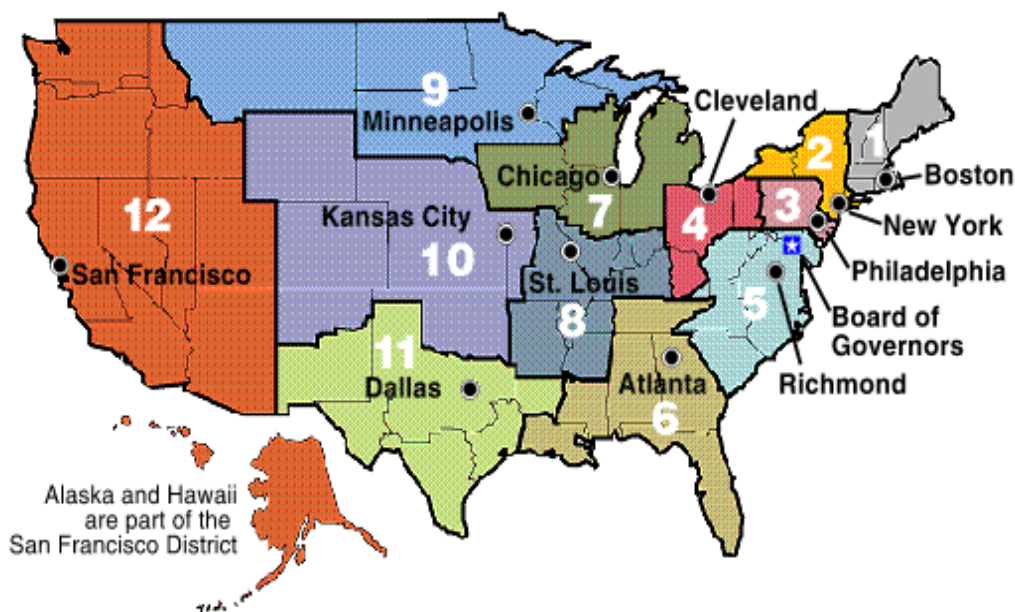 Cleveland
9
Minneapolis
2
1
Chicago
Boston
7
3
12
Kansas City
4
New York
10
San Francisco
St. Louis
Philadelphia
5
8
Board of
Governors
11
Dallas
Atlanta
Richmond
6
Alaska and Hawaii
are part of the
San Francisco District